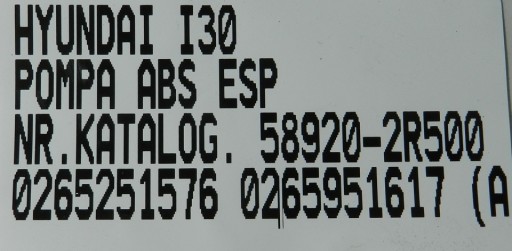 HYUNDAI I30
POMPA ABS ESP
NR.KATALOG. 58920-2R500
0265251576 0265951617 (A